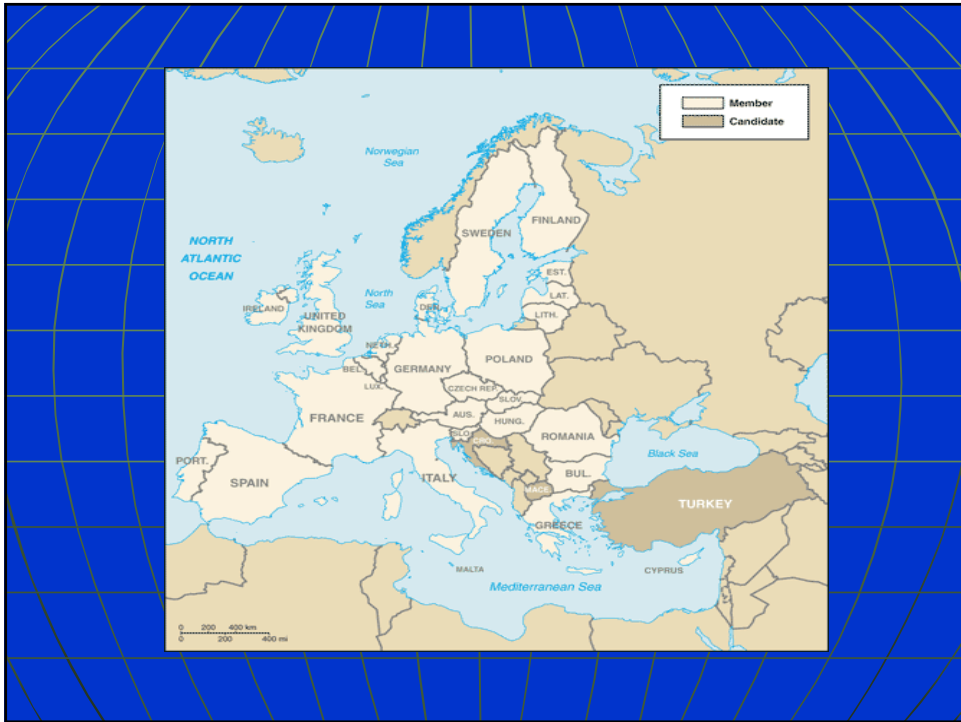 Member
Candidate
Norwegian
Sea
NORTH
ATLANTIC
OCEAN
SWEDEN
FINLAND
EST.
LAT.
LITH.
North
Sea
DEN.
IRELAND
UNITED
KINGDOM
NETH.
BEL.
LUX.
GERMANY
POLAND
CZECH REP.
SLOV.
AUS.
HUNG.
SLO.
CRO.
FRANCE
ROMANIA
Black Sea
BUL.
PORT.
SPAIN
ITALY
MACE.
TURKEY
GREECE
MALTA
CYPRUS
Mediterranean Sea
0 200 400 km
0 200 400 mi